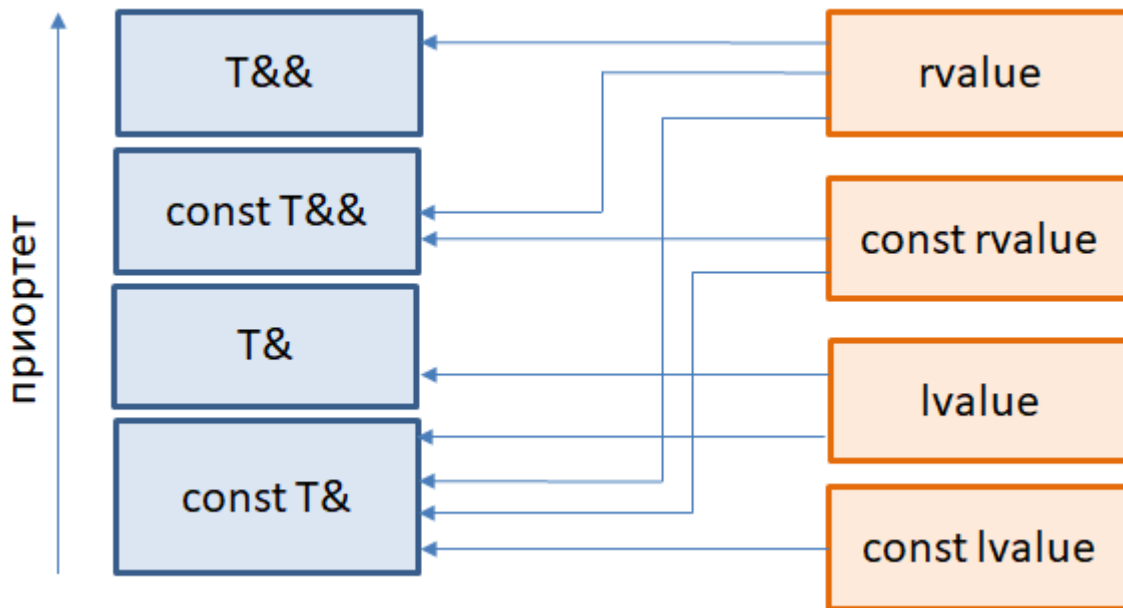 приортет
T&&
const T&&
T&
const T&
rvalue
const rvalue
lvalue
const lvalue